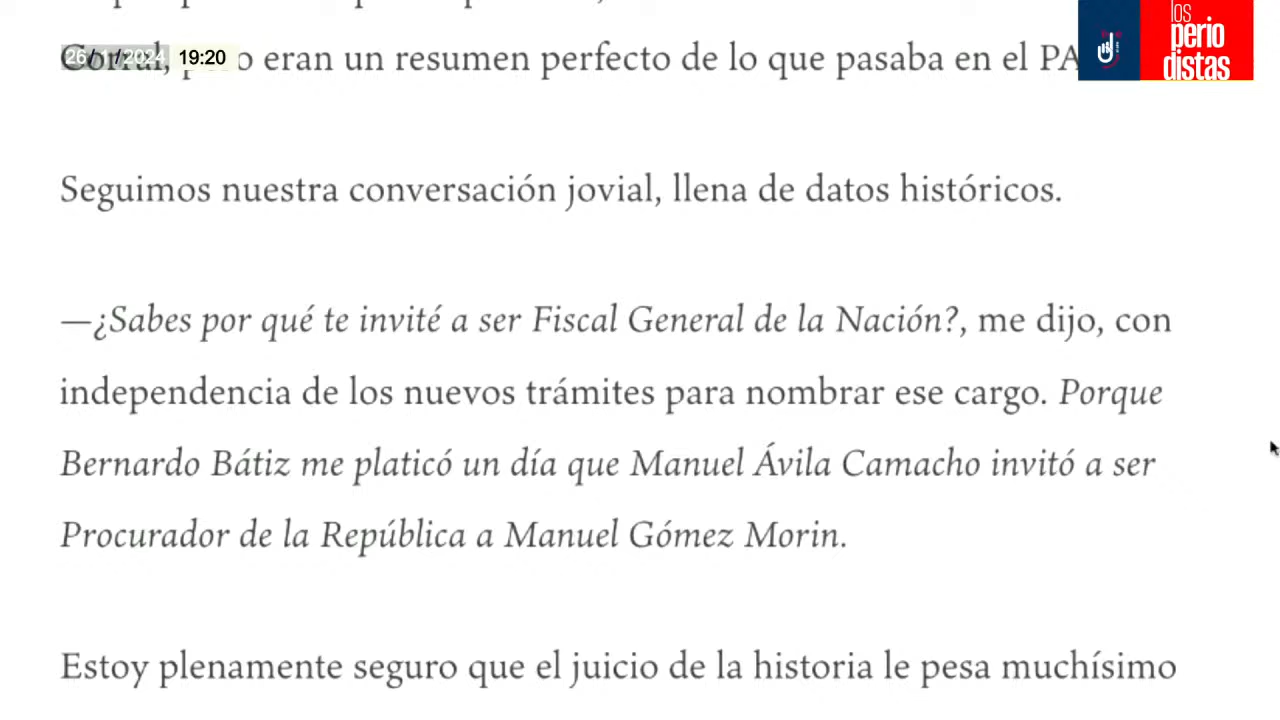 26/1/2024 19:20
Corral, pero eran un resumen perfecto de lo que pasaba en el
los
perio
distas
Seguimos nuestra conversación jovial, llena de datos históricos.
—¿Sabes por qué te invité a ser Fiscal General de la Nación?, me dijo, con
independencia de los nuevos trámites para nombrar ese cargo. Porque
Bernardo Bátiz me platicó un día que Manuel Ávila Camacho invitó a ser
Procurador de la República a Manuel Gómez Morin.
Estoy plenamente seguro que el juicio de la historia le pesa muchísimo